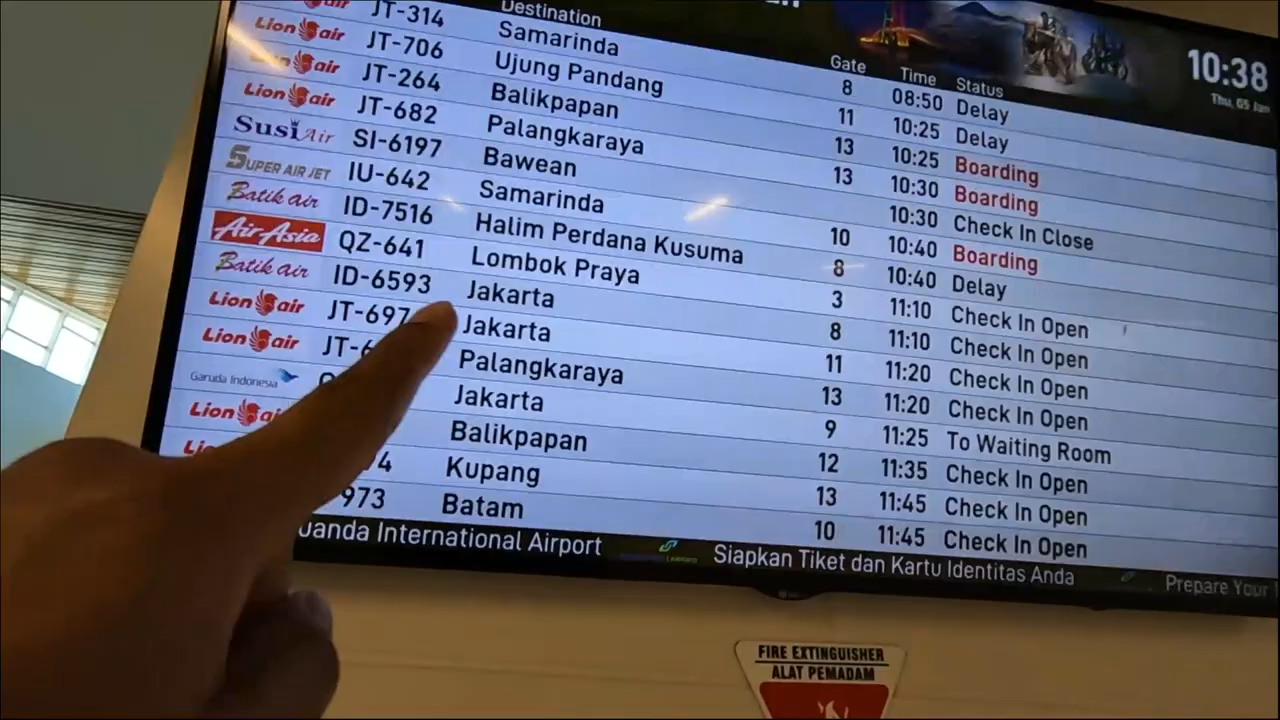 Destination Gate Time Status
10:38
Thu, 05 Jan
air JT-314 Samarinda 8 08:50 Delay
Lion air JT-706 Ujung Pandang 11 10:25 Delay
air JT-264 Balikpapan 13 10:25 Boarding
Lion air JT-682 Palangkaraya 13 10:30 Boarding
Susi Air SI-6197 Bawean 10:30 Check In Close
SUPER AIR JET IU-642 Samarinda 10 10:40 Boarding
Batik air ID-7516 Halim Perdana Kusuma 8 10:40 Delay
AirAsia QZ-641 Lombok Praya 3 11:10 Check In Open
Batik air ID-6593 Jakarta 8 11:10 Check In Open
Lion air JT-697 Jakarta 11 11:20 Check In Open
Lion air JT-6 Palangkaraya 13 11:20 Check In Open
Garuda Indonesia Jakarta 9 11:25 To Waiting Room
Lion Balikpapan 12 11:35 Check In Open
4 Kupang 13 11:45 Check In Open
973 Batam 10 11:45 Check In Open
uanda International Airport Siapkan Tiket dan Kartu Identitas Anda Prepare Your
FIRE EXTINGUISHER
ALAT PEMADAM